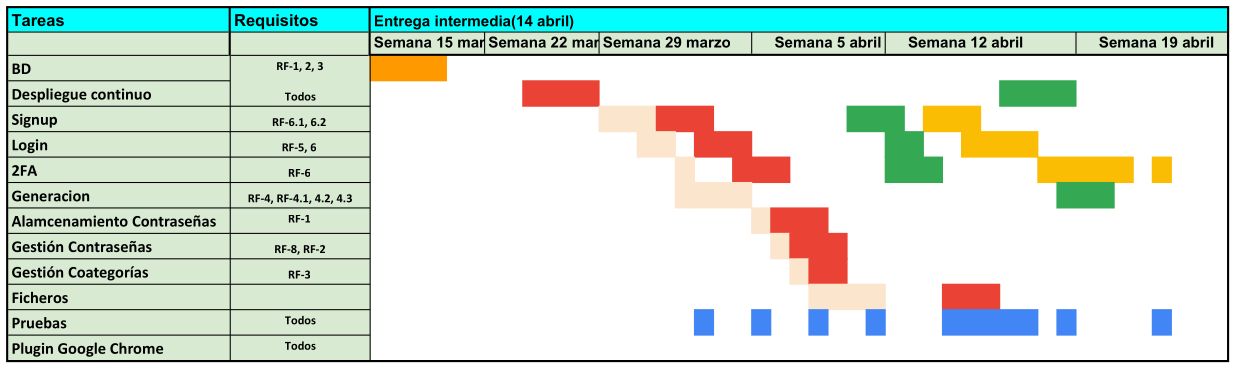 Tareas Requisitos Entrega intermedia(14 abril)
Semana 15 mar Semana 22 mar Semana 29 marzo Semana 5 abril Semana 12 abril Semana 19 abril
BD RF-1, 2, 3
Despliegue continuo Todos
Signup RF-6.1, 6.2
Login RF-5, 6
2FA RF-6
Generacion RF-4, RF-4.1, 4.2, 4.3
Alamcenamiento Contraseñas RF-1
Gestión Contraseñas RF-8, RF-2
Gestión Coategorías RF-3
Ficheros
Pruebas Todos
Plugin Google Chrome Todos